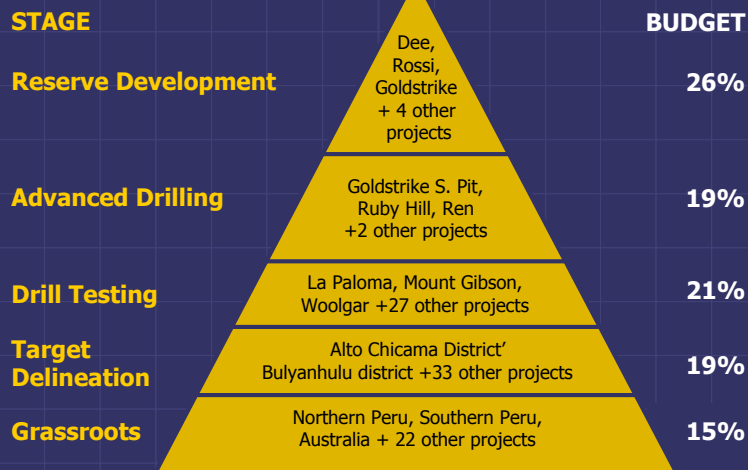 STAGE
BUDGET
Reserve Development
Dee,
Rossi,
Goldstrike
+ 4 other
projects
26%
Advanced Drilling
Goldstrike S. Pit,
Ruby Hill, Ren
+2 other projects
19%
Drill Testing
La Paloma, Mount Gibson,
Woolgar +27 other projects
21%
Target
Delineation
Alto Chicama District’
Bulyanhulu district +33 other projects
19%
Grassroots
Northern Peru, Southern Peru,
Australia + 22 other projects
15%